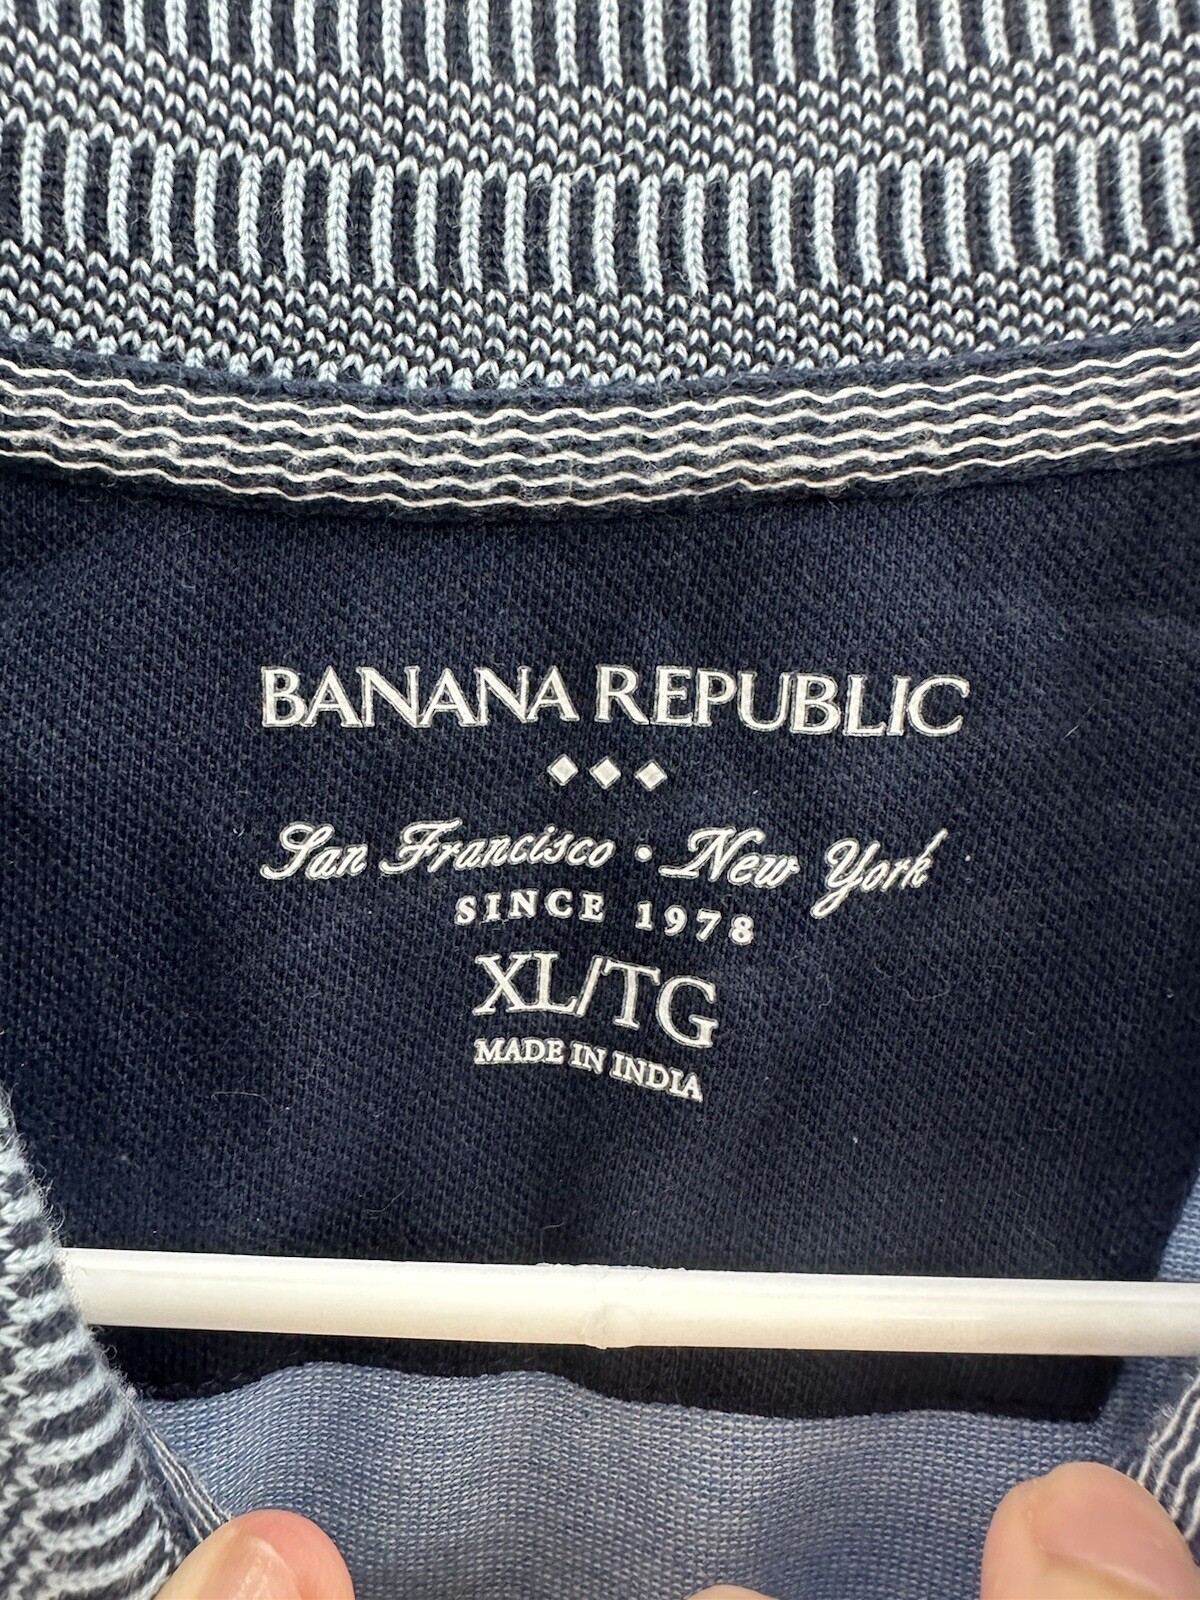 BANANA REPUBLIC
San Francisco • New York
SINCE 1978
XL/TG
MADE IN INDIA